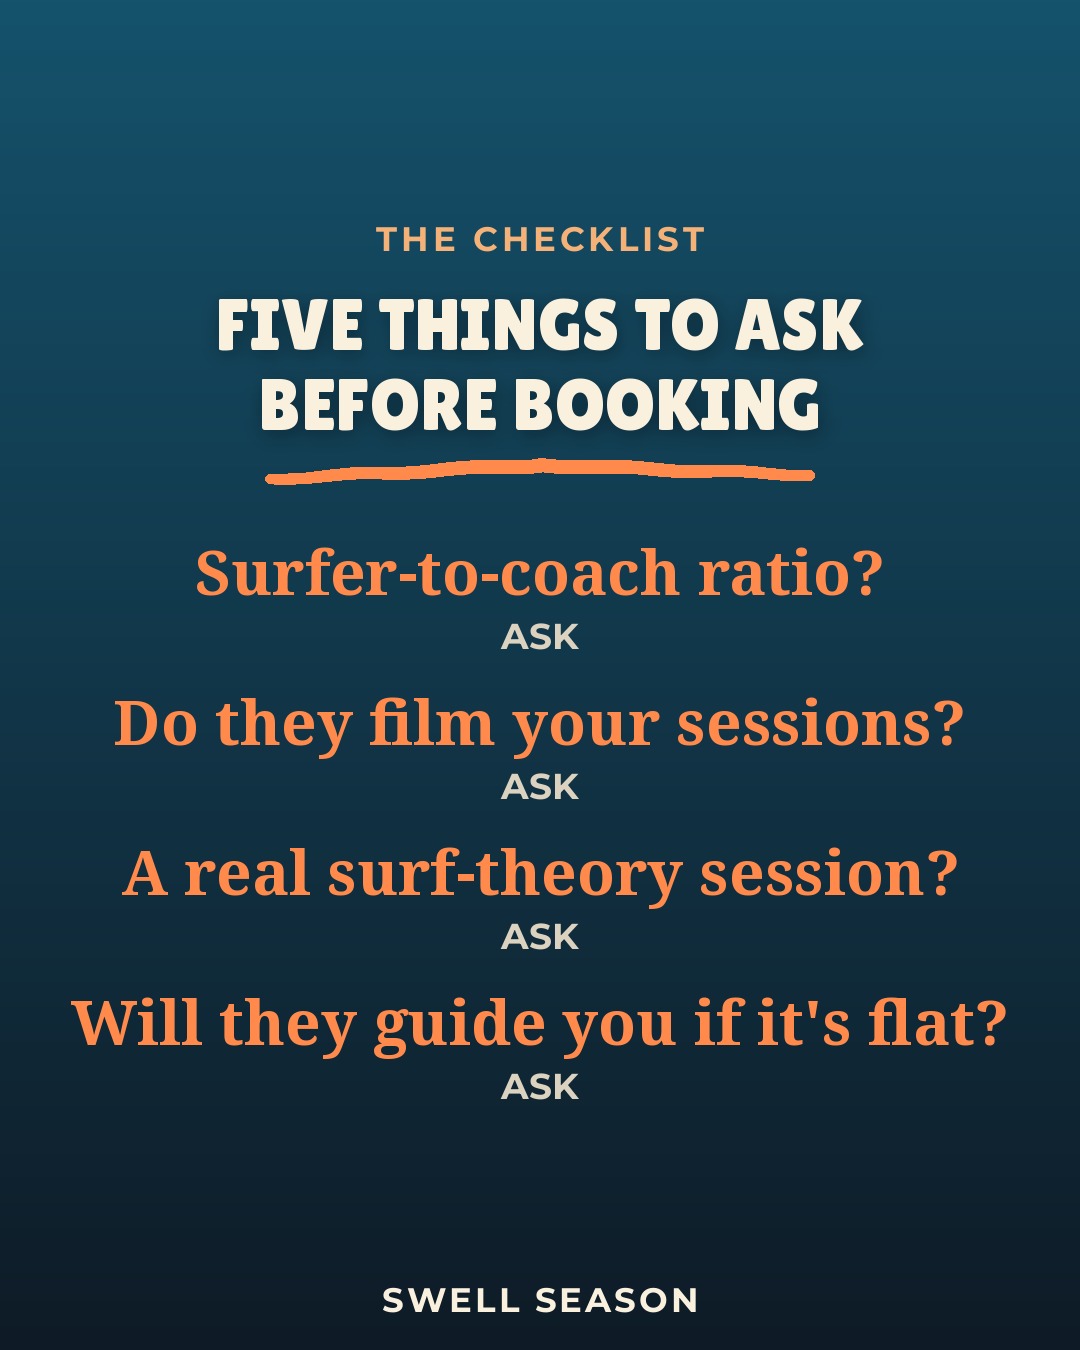 THE CHECKLIST
FIVE THINGS TO ASK
BEFORE BOOKING
Surfer-to-coach ratio?
ASK
Do they film your sessions?
ASK
A real surf-theory session?
ASK
Will they guide you if it's flat?
ASK
SWELL SEASON